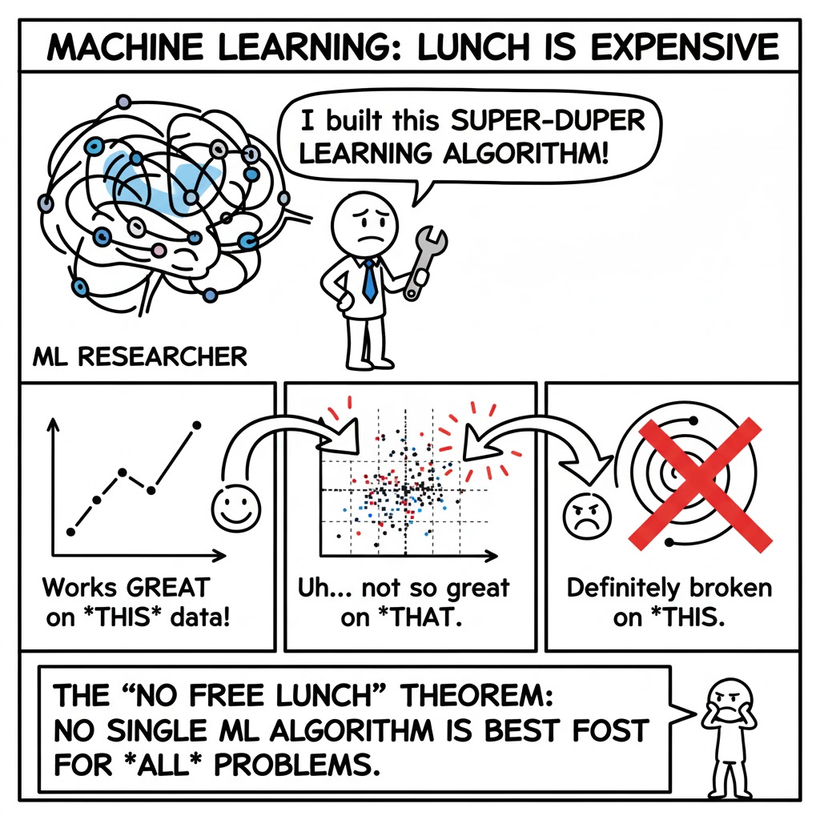 MACHINE LEARNING: LUNCH IS EXPENSIVE
I built this SUPER-DUPER
LEARNING ALGORITHM!
ML RESEARCHER
Works GREAT
on *THIS* data!
Uh... not so great
on *THAT.
Definitely broken
on *THIS.
THE “NO FREE LUNCH” THEOREM:
NO SINGLE ML ALGORITHM IS BEST FOST
FOR *ALL* PROBLEMS.